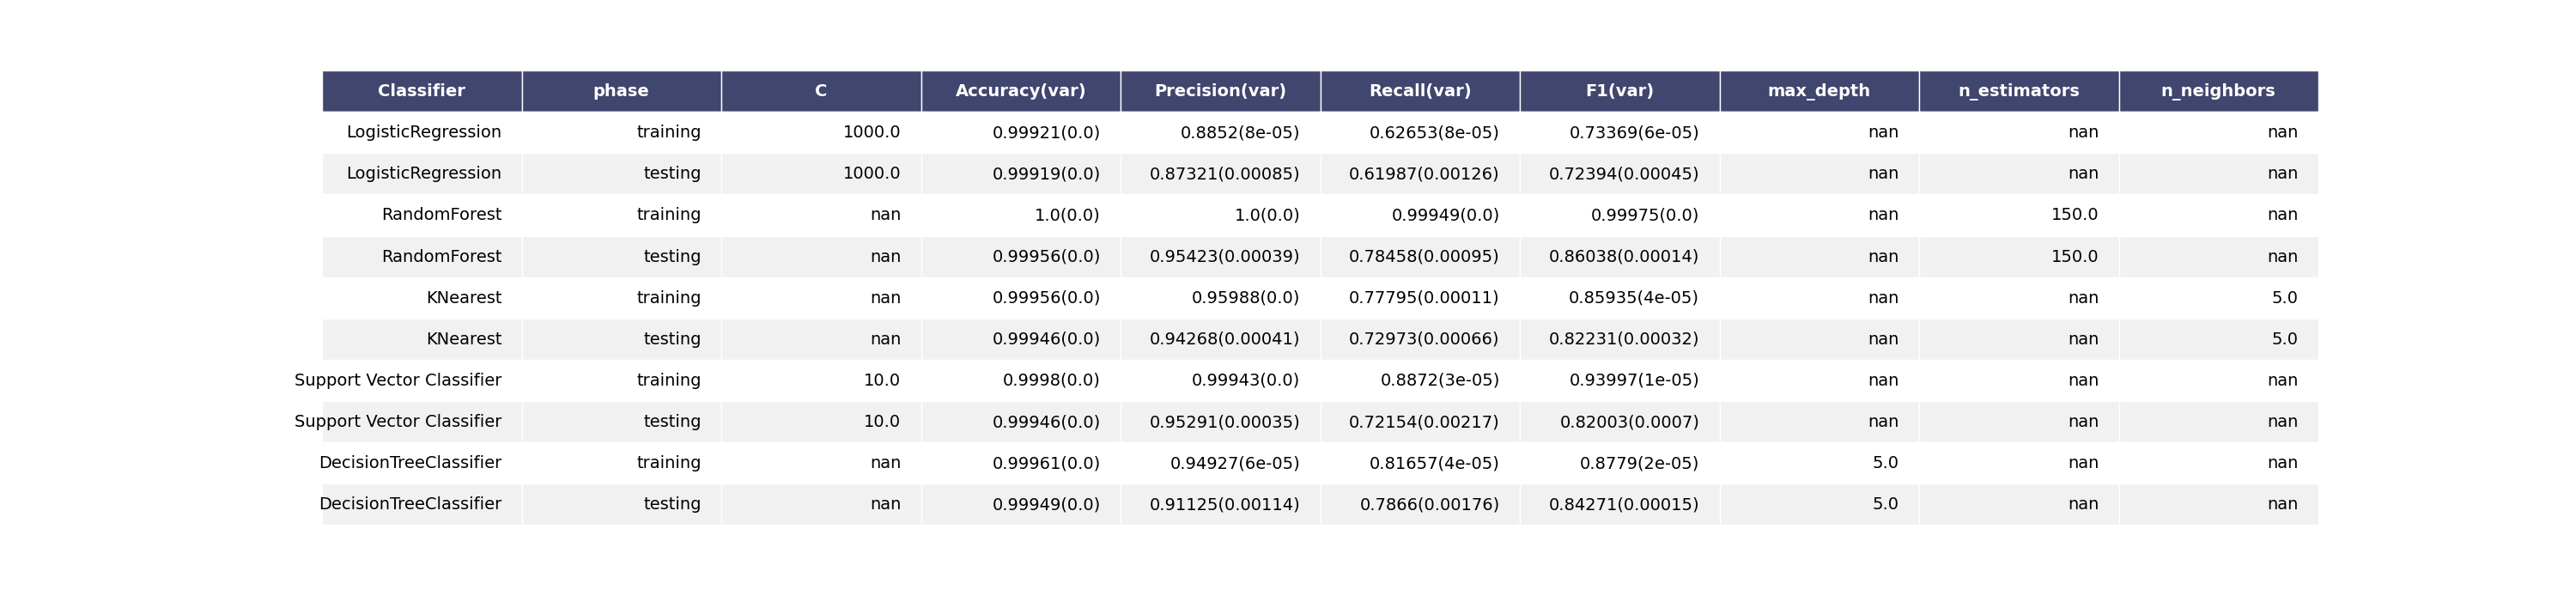 Classifier phase C Accuracy(var) Precision(var) Recall(var) F1(var) max_depth n_estimators n_neighbors
LogisticRegression training 1000.0 0.99921(0.0) 0.8852(8e-05) 0.62653(8e-05) 0.73369(6e-05) nan nan nan
LogisticRegression testing 1000.0 0.99919(0.0) 0.87321(0.00085) 0.61987(0.00126) 0.72394(0.00045) nan nan nan
RandomForest training nan 1.0(0.0) 1.0(0.0) 0.99949(0.0) 0.99975(0.0) nan 150.0 nan
RandomForest testing nan 0.99956(0.0) 0.95423(0.00039) 0.78458(0.00095) 0.86038(0.00014) nan 150.0 nan
KNearest training nan 0.99956(0.0) 0.95988(0.0) 0.77795(0.00011) 0.85935(4e-05) nan nan 5.0
KNearest testing nan 0.99946(0.0) 0.94268(0.00041) 0.72973(0.00066) 0.82231(0.00032) nan nan 5.0
Support Vector Classifier training 10.0 0.9998(0.0) 0.99943(0.0) 0.8872(3e-05) 0.93997(1e-05) nan nan nan
Support Vector Classifier testing 10.0 0.99946(0.0) 0.95291(0.00035) 0.72154(0.00217) 0.82003(0.0007) nan nan nan
DecisionTreeClassifier training nan 0.99961(0.0) 0.94927(6e-05) 0.81657(4e-05) 0.8779(2e-05) 5.0 nan nan
DecisionTreeClassifier testing nan 0.99949(0.0) 0.91125(0.00114) 0.7866(0.00176) 0.84271(0.00015) 5.0 nan nan